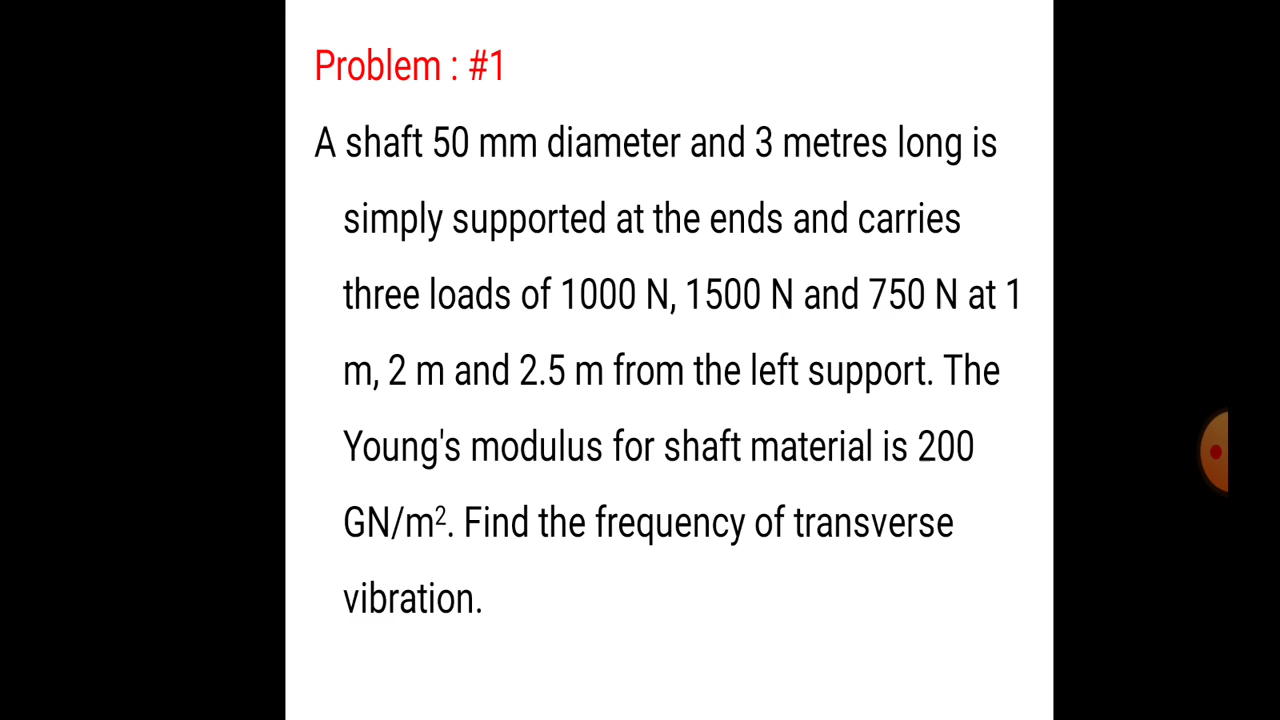 Problem : #1
A shaft 50 mm diameter and 3 metres long is
simply supported at the ends and carries
three loads of 1000 N, 1500 N and 750 N at 1
m, 2 m and 2.5 m from the left support. The
Young's modulus for shaft material is 200
GN/m². Find the frequency of transverse
vibration.